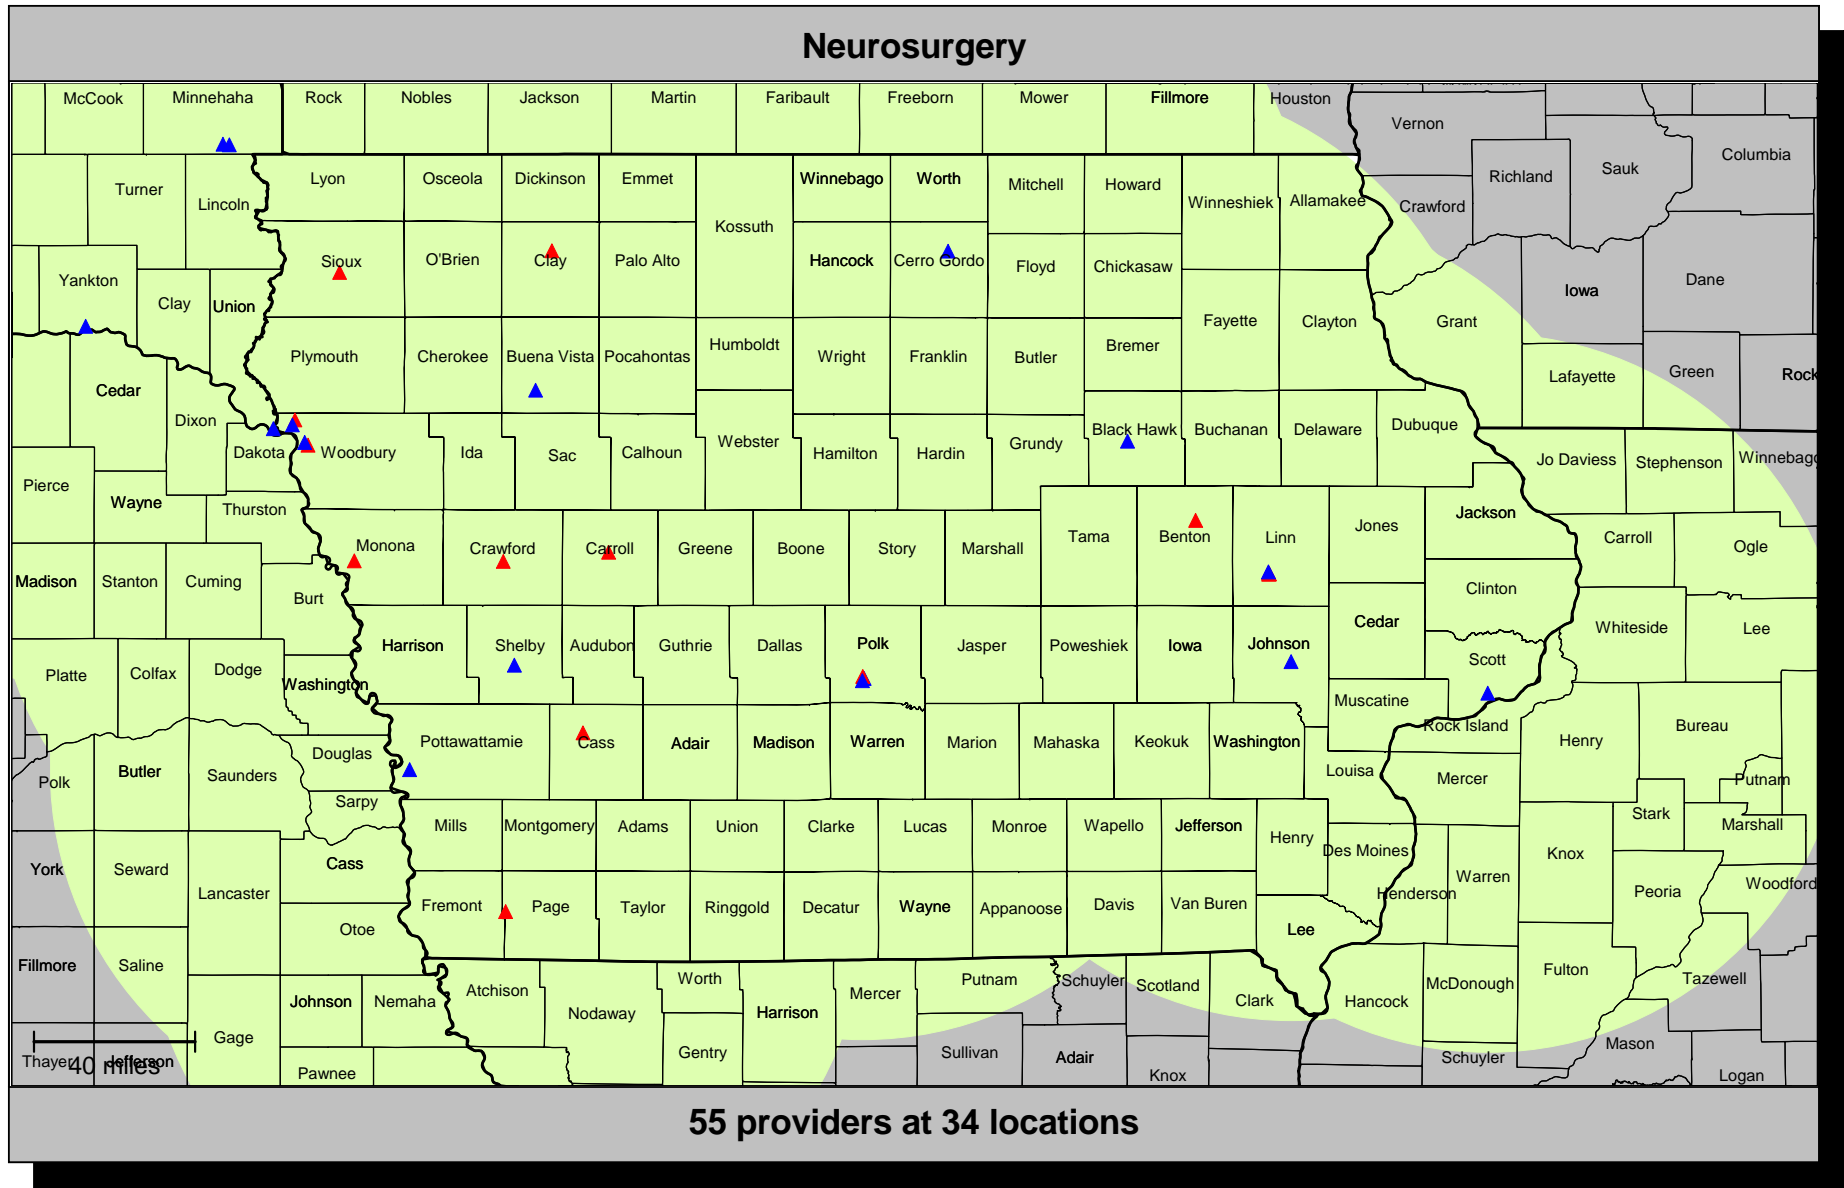 Neurosurgery
McCook Minnehaha Rock Nobles Jackson Martin Faribault Freeborn Mower Fillmore Houston
Vernon
Columbia
Richland Sauk
Turner Lyon Osceola Dickinson Emmet Winnebago Worth Mitchell Howard
Lincoln Winneshiek Allamakee Crawford
Kossuth
Yankton Sioux O'Brien Clay Palo Alto Hancock Cerro Gordo Floyd Chickasaw Dane
Clay Union Iowa
Fayette Clayton Grant
Plymouth Cherokee Buena Vista Pocahontas Humboldt Wright Franklin Butler Bremer
Cedar Lafayette Green Rock
Dixon Black Hawk Buchanan Delaware Dubuque
Dakota Woodbury Ida Sac Calhoun Webster Hamilton Hardin Grundy Jo Daviess Stephenson Winnebago
Pierce
Wayne Thurston Jackson
Monona Crawford Carroll Greene Boone Story Marshall Tama Benton Linn Jones Carroll Ogle
Madison Stanton Cuming
Burt Clinton
Cedar Whiteside Lee
Harrison Shelby Audubon Guthrie Dallas Polk Jasper Poweshiek Iowa Johnson
Platte Colfax Dodge Scott
Washington Muscatine
Rock Island Bureau
Douglas Pottawattamie Cass Adair Madison Warren Marion Mahaska Keokuk Washington Henry
Polk Butler Saunders Louisa Mercer Putnam
Sarpy
Mills Montgomery Adams Union Clarke Lucas Monroe Wapello Jefferson Henry Stark Marshall
York Seward Cass Des Moines Knox
Lancaster Henderson Warren Peoria Woodford
Fremont Page Taylor Ringgold Decatur Wayne Appanoose Davis Van Buren
Otoe Lee
Fillmore Saline Fulton
Worth Putnam Schuyler Scotland McDonough Tazewell
Johnson Nemaha Atchison Mercer Clark Hancock
Nodaway Harrison
Gage
Gentry Sullivan Adair Schuyler Mason
Thayer Jefferson
40 miles
Pawnee Knox Logan
55 providers at 34 locations